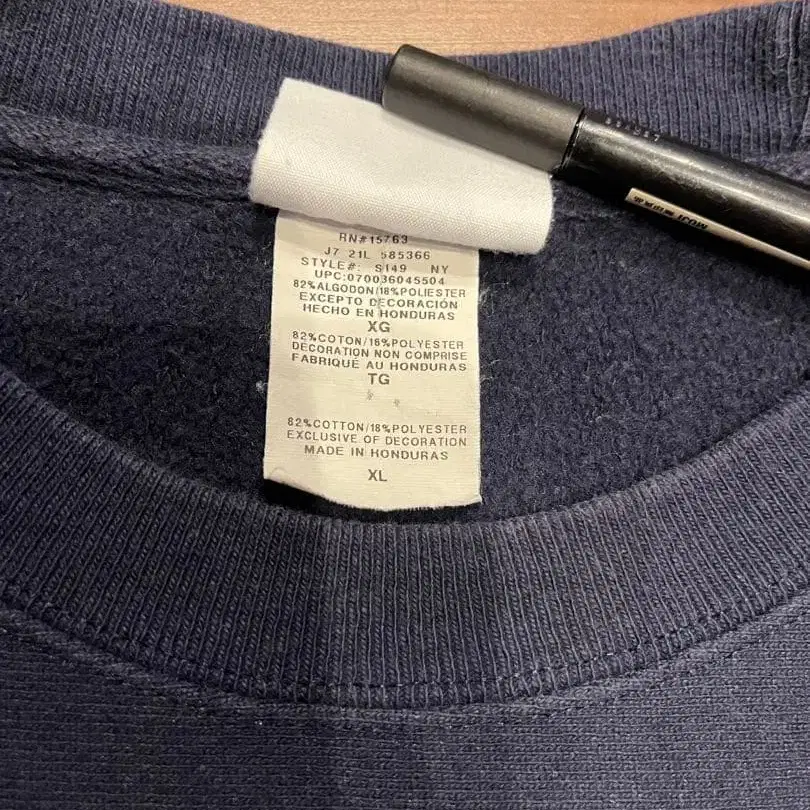 RN#15763
J7 21L 585366
STYLE#: S149 NY
UPC:070036045504
82%ALGODON/18%POLIESTER
EXCEPTO DECORACIÓN
HECHO EN HONDURAS
XG
82%COTON/18%POLYESTER
DÉCORATION NON COMPRISE
FABRIQUÉ AU HONDURAS
TG
82%COTTON/18%POLYESTER
EXCLUSIVE OF DECORATION
MADE IN HONDURAS
XL
MUJI